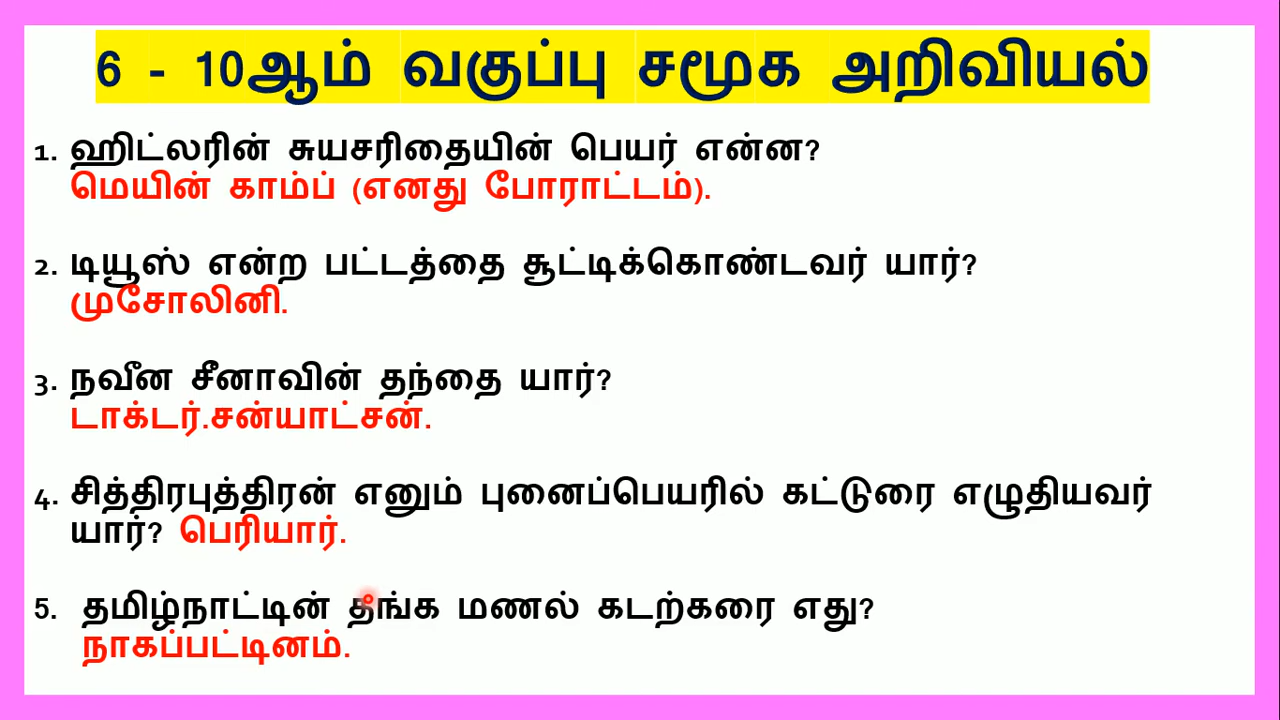 6 - 10ஆம் வகுப்பு சமூக அறிவியல்
1. ஹிட்லரின் சுயசரிதையின் பெயர் என்ன?
மெயின் காம்ப் (எனது போராட்டம்).
2. டியூஸ் என்ற பட்டத்தை சூட்டிக்கொண்டவர் யார்?
முசோலினி.
3. நவீன சீனாவின் தந்தை யார்?
டாக்டர்.சன்யாட்சன்.
4. சித்திரபுத்திரன் எனும் புனைப்பெயரில் கட்டுரை எழுதியவர்
யார்? பெரியார்.
5. தமிழ்நாட்டின் தீங்க மணல் கடற்கரை எது?
நாகப்பட்டினம்.